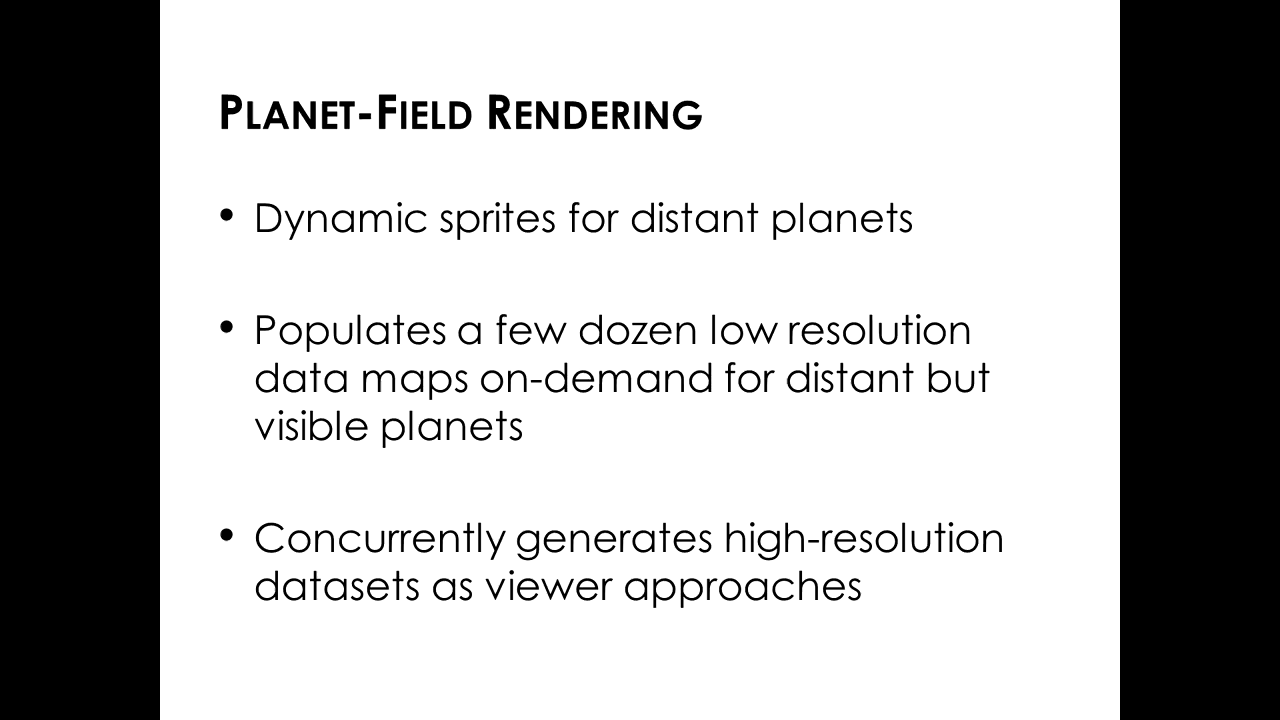 PLANET-FIELD RENDERING
• Dynamic sprites for distant planets
• Populates a few dozen low resolution
data maps on-demand for distant but
visible planets
• Concurrently generates high-resolution
datasets as viewer approaches